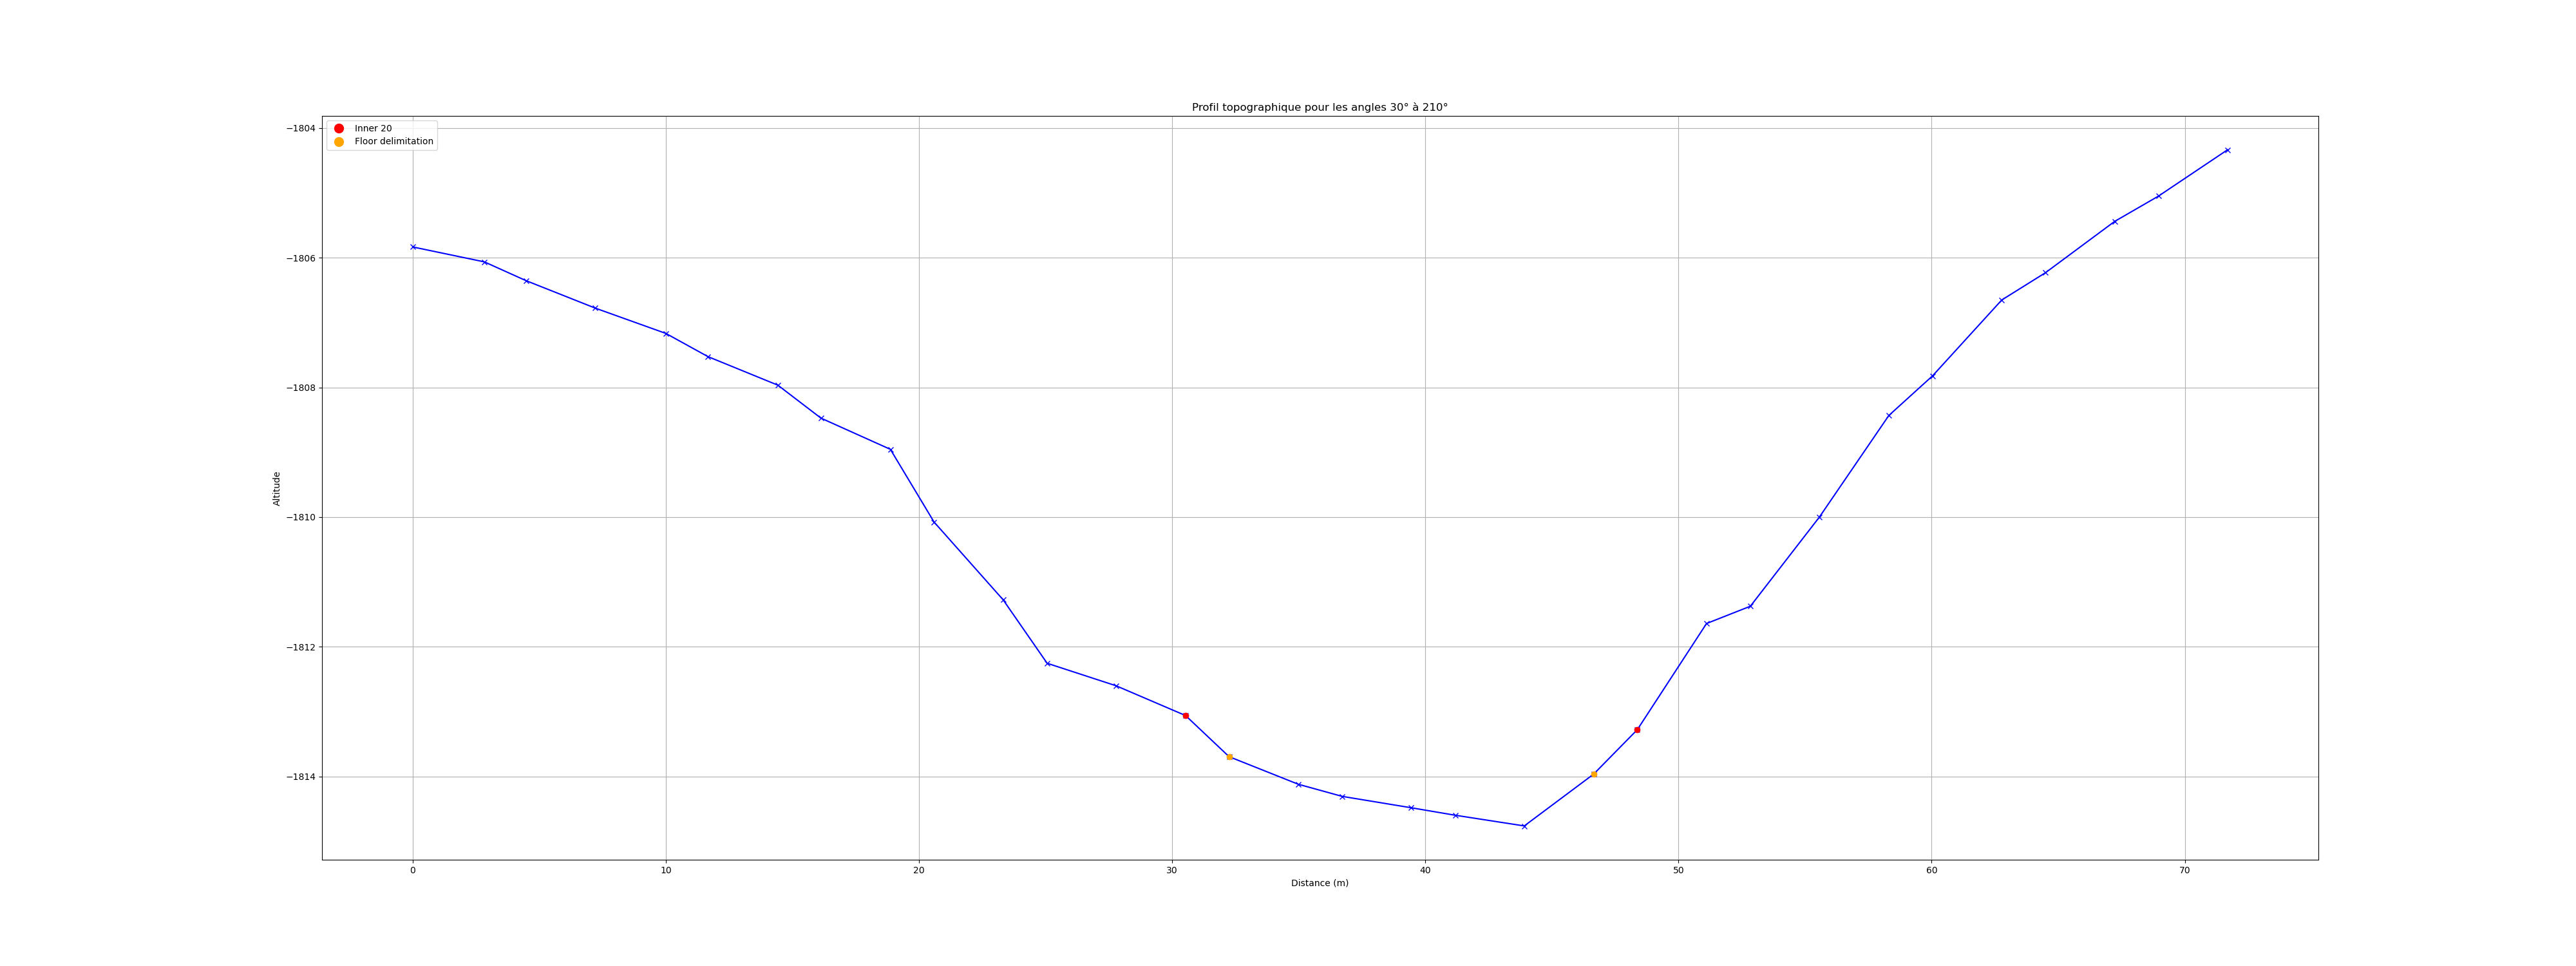 Profil topographique pour les angles 30° à 210°
Inner 20
Floor delimitation
−1804
−1806
−1808
−1810
−1812
−1814
Altitude
0 10 20 30 40 50 60 70
Distance (m)